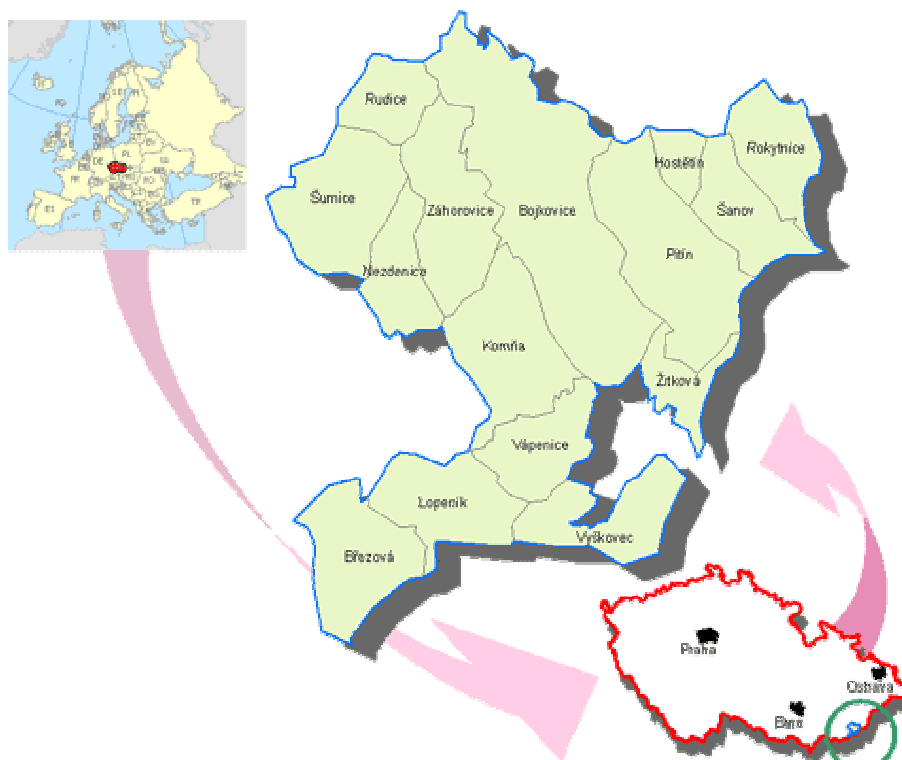 Rudice
Rokytnice
Hostětín
Šumice
Záhorovice
Bojkovice
Šanov
Pitín
Nezdenice
Komňa
Žítková
Vápenice
Lopeník
Vyškovec
Březová
Praha
Ostrava
Brno